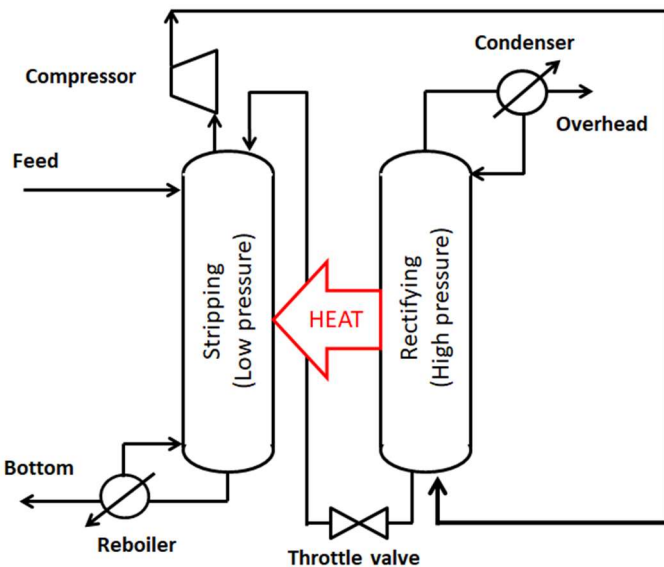 Condenser
Compressor
Overhead
Feed
Stripping
(Low pressure)
HEAT
Rectifying
(High pressure)
Bottom
Reboiler
Throttle valve